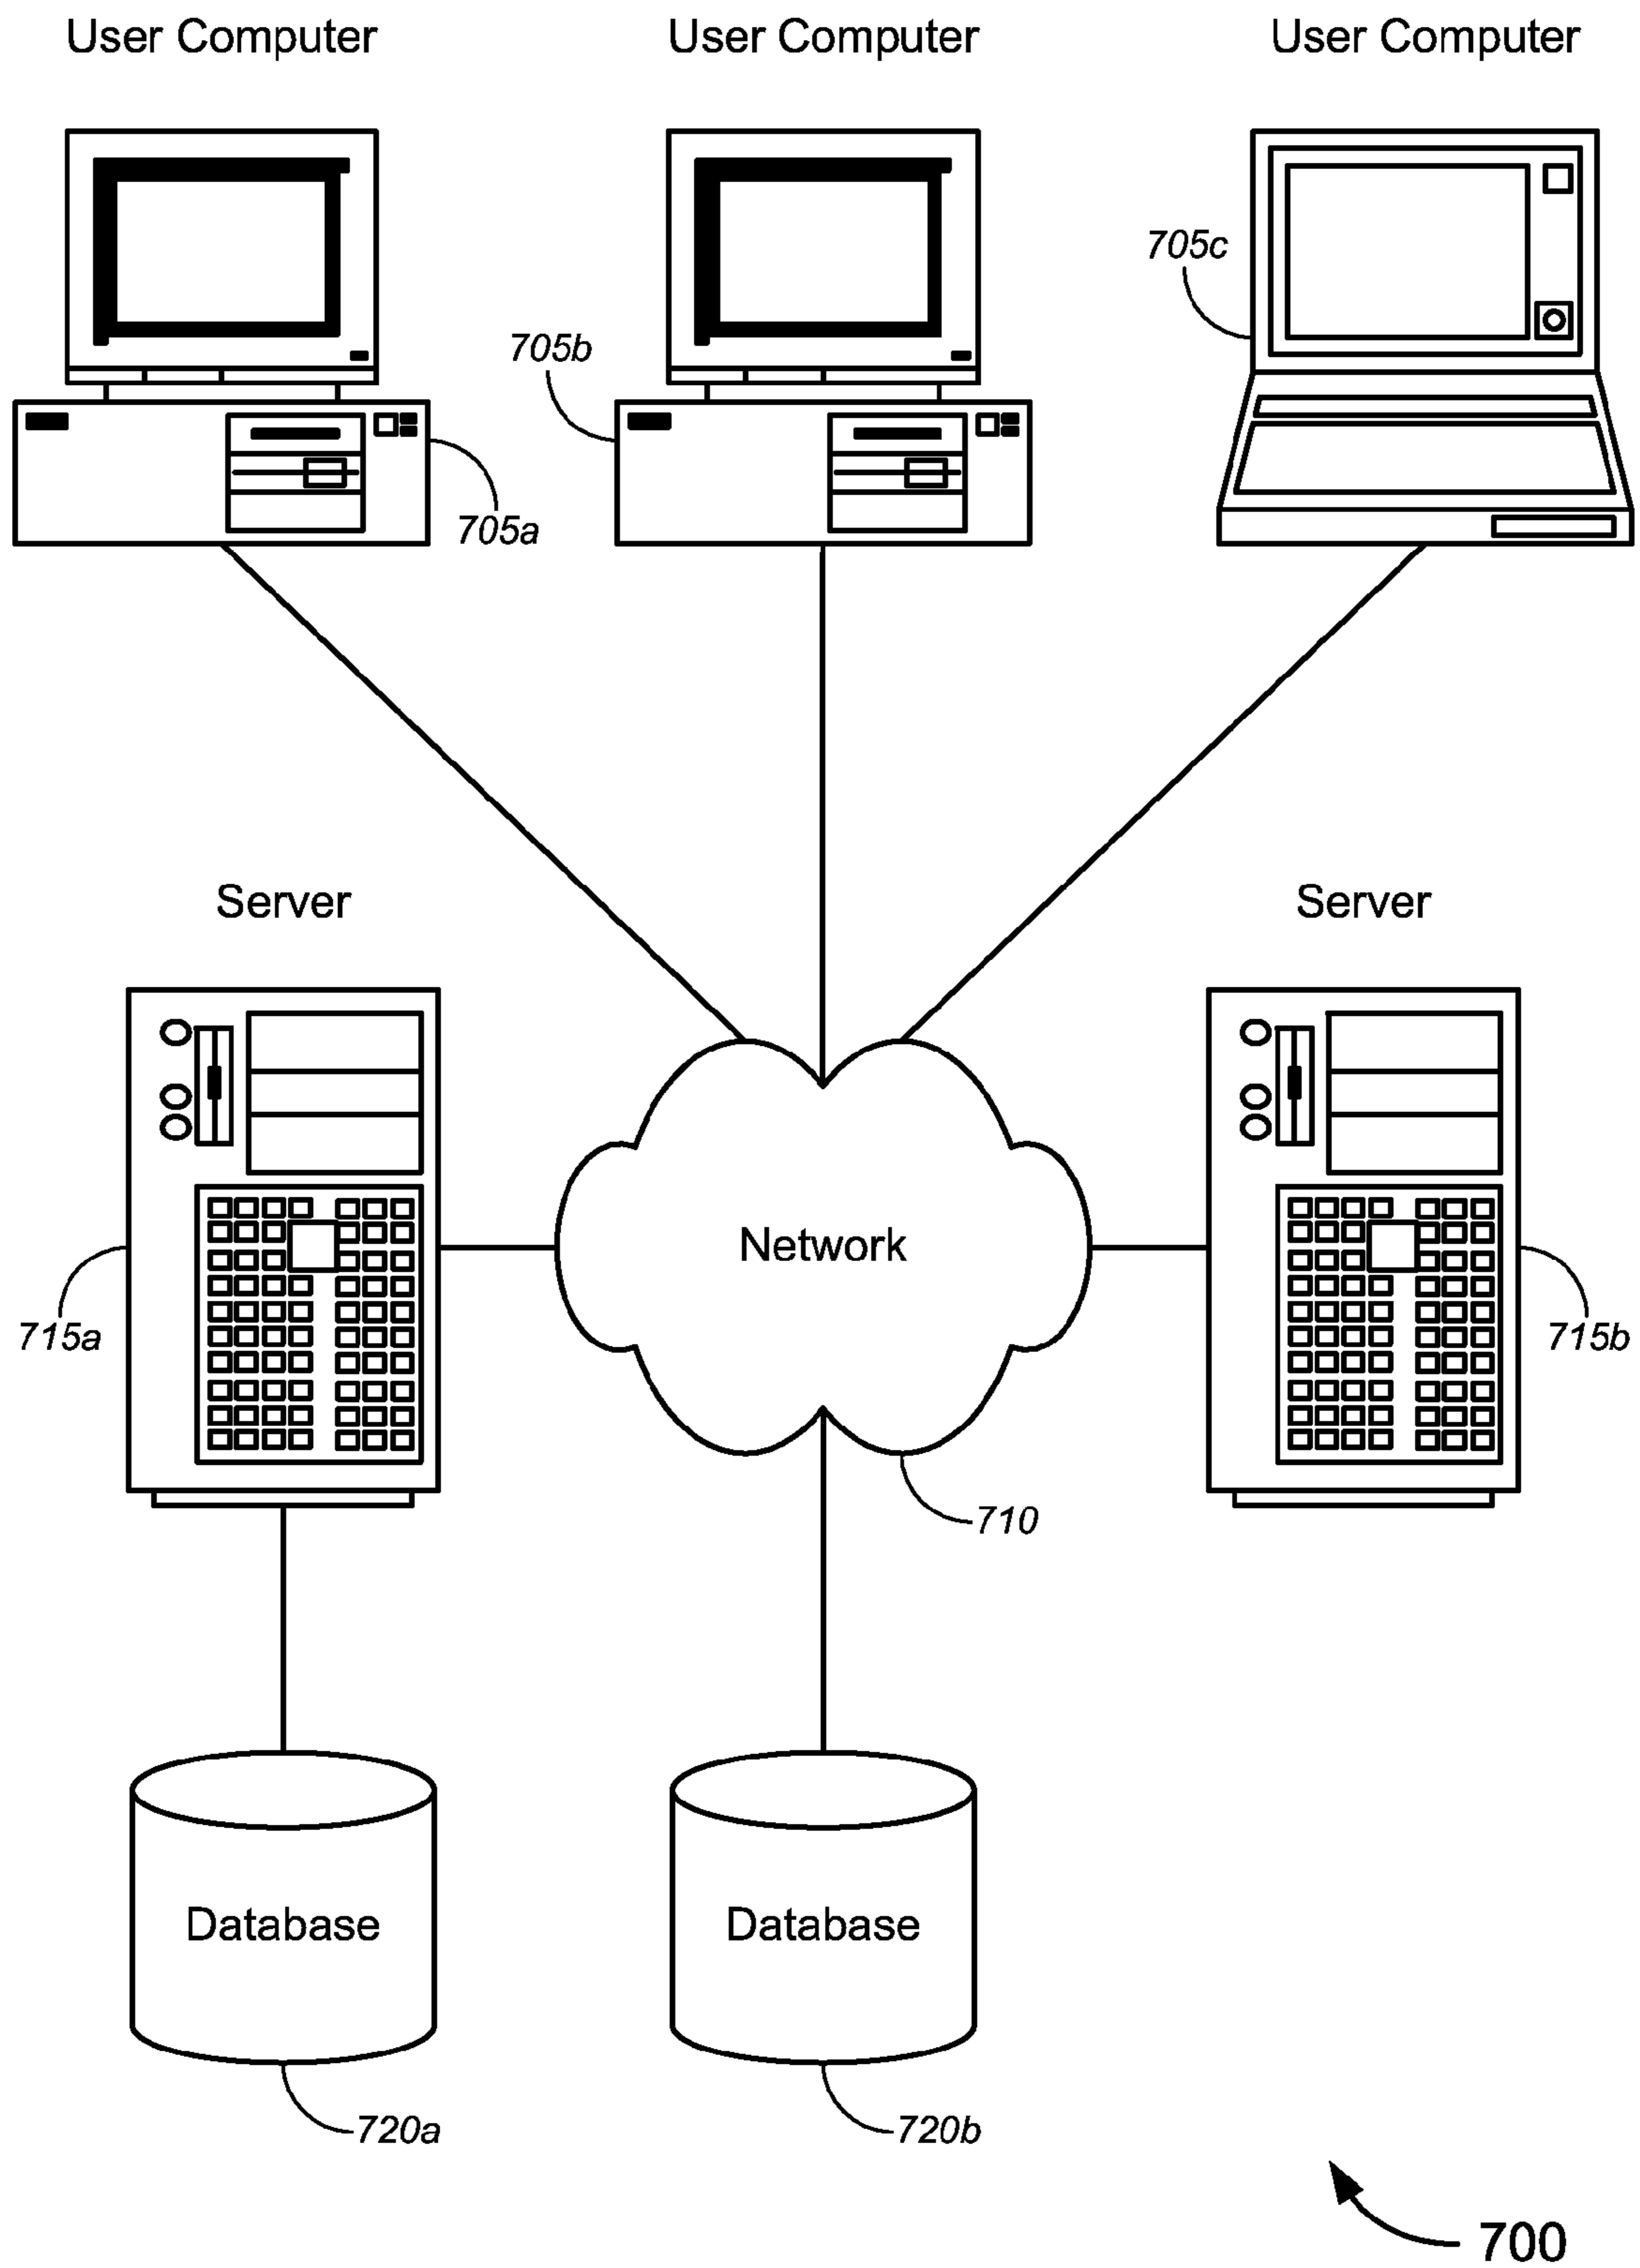 User Computer
User Computer
User Computer
705c
705b
705a
Server
Server
Network
715a
715b
710
Database
Database
720a
720b
700